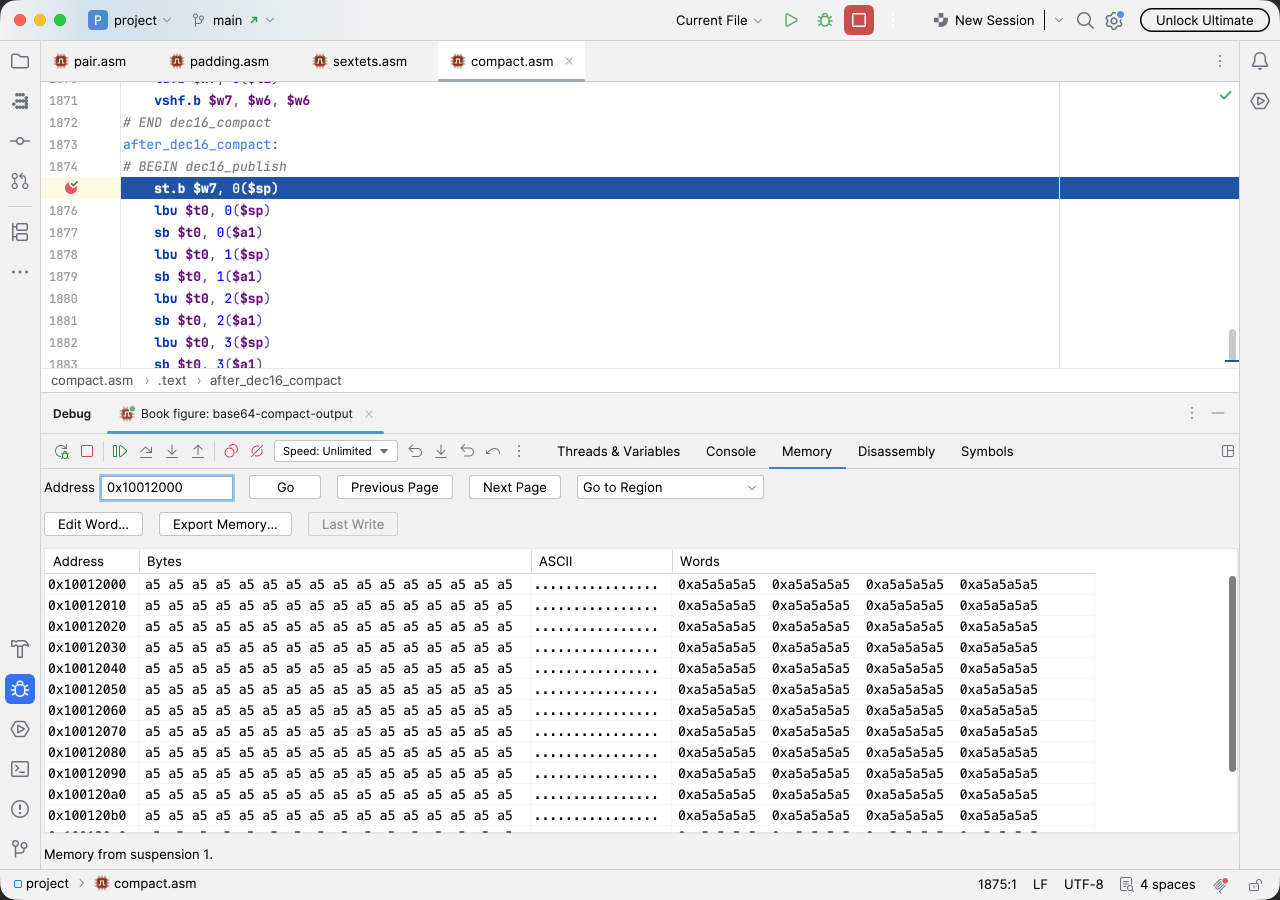 P project main Current File New Session Unlock Ultimate
pair.asm padding.asm sextets.asm compact.asm
1871 vshf.b $w7, $w6, $w6
1872 # END dec16_compact
1873 after_dec16_compact:
1874 # BEGIN dec16_publish
st.b $w7, 0($sp)
1876 lbu $t0, 0($sp)
1877 sb $t0, 0($a1)
1878 lbu $t0, 1($sp)
1879 sb $t0, 1($a1)
1880 lbu $t0, 2($sp)
1881 sb $t0, 2($a1)
1882 lbu $t0, 3($sp)
1883 sb $t0, 3($a1)
compact.asm › .text › after_dec16_compact
Debug Book figure: base64-compact-output
Speed: Unlimited Threads & Variables Console Memory Disassembly Symbols
Address 0x10012000 Go Previous Page Next Page Go to Region
Edit Word... Export Memory... Last Write
Address Bytes ASCII Words
0x10012000 a5 a5 a5 a5 a5 a5 a5 a5 a5 a5 a5 a5 a5 a5 a5 a5 ................ 0xa5a5a5a5 0xa5a5a5a5 0xa5a5a5a5 0xa5a5a5a5
0x10012010 a5 a5 a5 a5 a5 a5 a5 a5 a5 a5 a5 a5 a5 a5 a5 a5 ................ 0xa5a5a5a5 0xa5a5a5a5 0xa5a5a5a5 0xa5a5a5a5
0x10012020 a5 a5 a5 a5 a5 a5 a5 a5 a5 a5 a5 a5 a5 a5 a5 a5 ................ 0xa5a5a5a5 0xa5a5a5a5 0xa5a5a5a5 0xa5a5a5a5
0x10012030 a5 a5 a5 a5 a5 a5 a5 a5 a5 a5 a5 a5 a5 a5 a5 a5 ................ 0xa5a5a5a5 0xa5a5a5a5 0xa5a5a5a5 0xa5a5a5a5
0x10012040 a5 a5 a5 a5 a5 a5 a5 a5 a5 a5 a5 a5 a5 a5 a5 a5 ................ 0xa5a5a5a5 0xa5a5a5a5 0xa5a5a5a5 0xa5a5a5a5
0x10012050 a5 a5 a5 a5 a5 a5 a5 a5 a5 a5 a5 a5 a5 a5 a5 a5 ................ 0xa5a5a5a5 0xa5a5a5a5 0xa5a5a5a5 0xa5a5a5a5
0x10012060 a5 a5 a5 a5 a5 a5 a5 a5 a5 a5 a5 a5 a5 a5 a5 a5 ................ 0xa5a5a5a5 0xa5a5a5a5 0xa5a5a5a5 0xa5a5a5a5
0x10012070 a5 a5 a5 a5 a5 a5 a5 a5 a5 a5 a5 a5 a5 a5 a5 a5 ................ 0xa5a5a5a5 0xa5a5a5a5 0xa5a5a5a5 0xa5a5a5a5
0x10012080 a5 a5 a5 a5 a5 a5 a5 a5 a5 a5 a5 a5 a5 a5 a5 a5 ................ 0xa5a5a5a5 0xa5a5a5a5 0xa5a5a5a5 0xa5a5a5a5
0x10012090 a5 a5 a5 a5 a5 a5 a5 a5 a5 a5 a5 a5 a5 a5 a5 a5 ................ 0xa5a5a5a5 0xa5a5a5a5 0xa5a5a5a5 0xa5a5a5a5
0x100120a0 a5 a5 a5 a5 a5 a5 a5 a5 a5 a5 a5 a5 a5 a5 a5 a5 ................ 0xa5a5a5a5 0xa5a5a5a5 0xa5a5a5a5 0xa5a5a5a5
0x100120b0 a5 a5 a5 a5 a5 a5 a5 a5 a5 a5 a5 a5 a5 a5 a5 a5 ................ 0xa5a5a5a5 0xa5a5a5a5 0xa5a5a5a5 0xa5a5a5a5
Memory from suspension 1.
project › compact.asm 1875:1 LF UTF-8 4 spaces